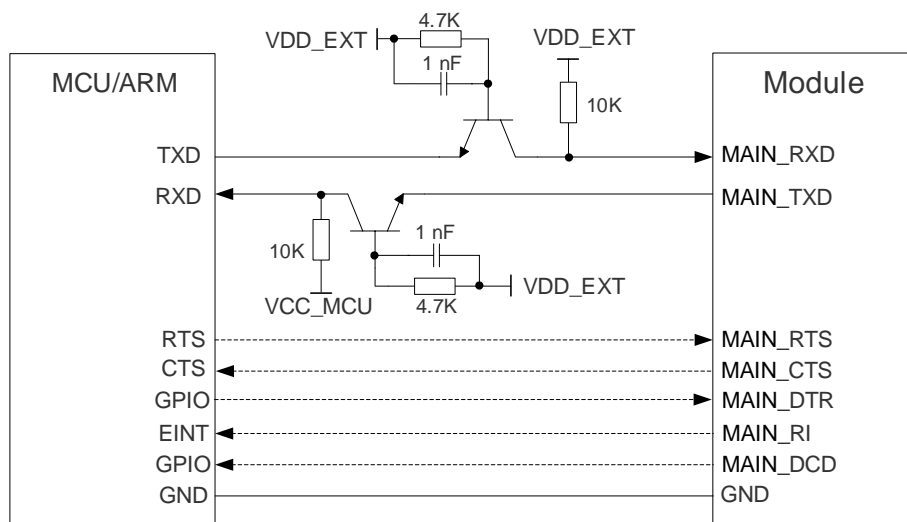 4.7K
VDD_EXT
VDD_EXT
1 nF
MCU/ARM
Module
10K
TXD
MAIN_RXD
RXD
MAIN_TXD
1 nF
10K
VDD_EXT
VCC_MCU
4.7K
RTS
MAIN_RTS
CTS
MAIN_CTS
GPIO
MAIN_DTR
EINT
MAIN_RI
GPIO
MAIN_DCD
GND
GND